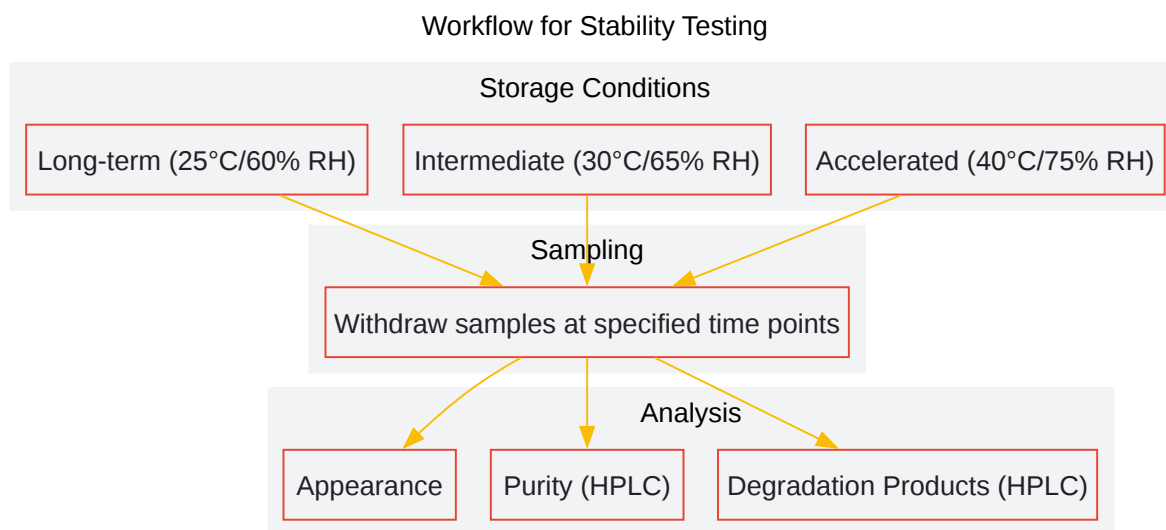 Workflow for Stability Testing
Storage Conditions
Long-term (25°C/60% RH)
Intermediate (30°C/65% RH)
Accelerated (40°C/75% RH)
Sampling
Withdraw samples at specified time points
Analysis
Appearance
Purity (HPLC)
Degradation Products (HPLC)